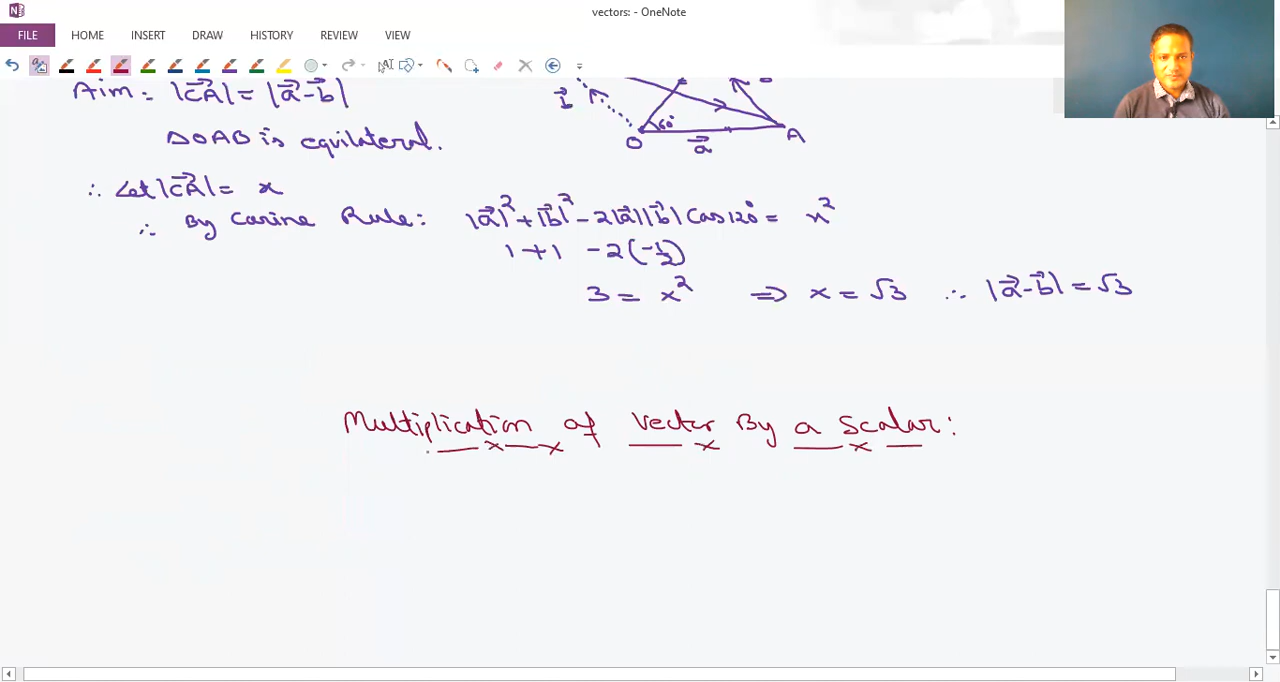 vectors: - OneNote
FILE HOME INSERT DRAW HISTORY REVIEW VIEW
Aim: |CA| = |a-b|
ΔOAB is equilateral.
b 60° O a A
∴ Let |CA| = x
∴ By Cosine Rule: |a|² + |b|² - 2|a||b| Cos 120° = x²
1 + 1 - 2(-1/2)
3 = x² ⇒ x = √3 ∴ |a-b| = √3
Multiplication of Vector By a Scalar: